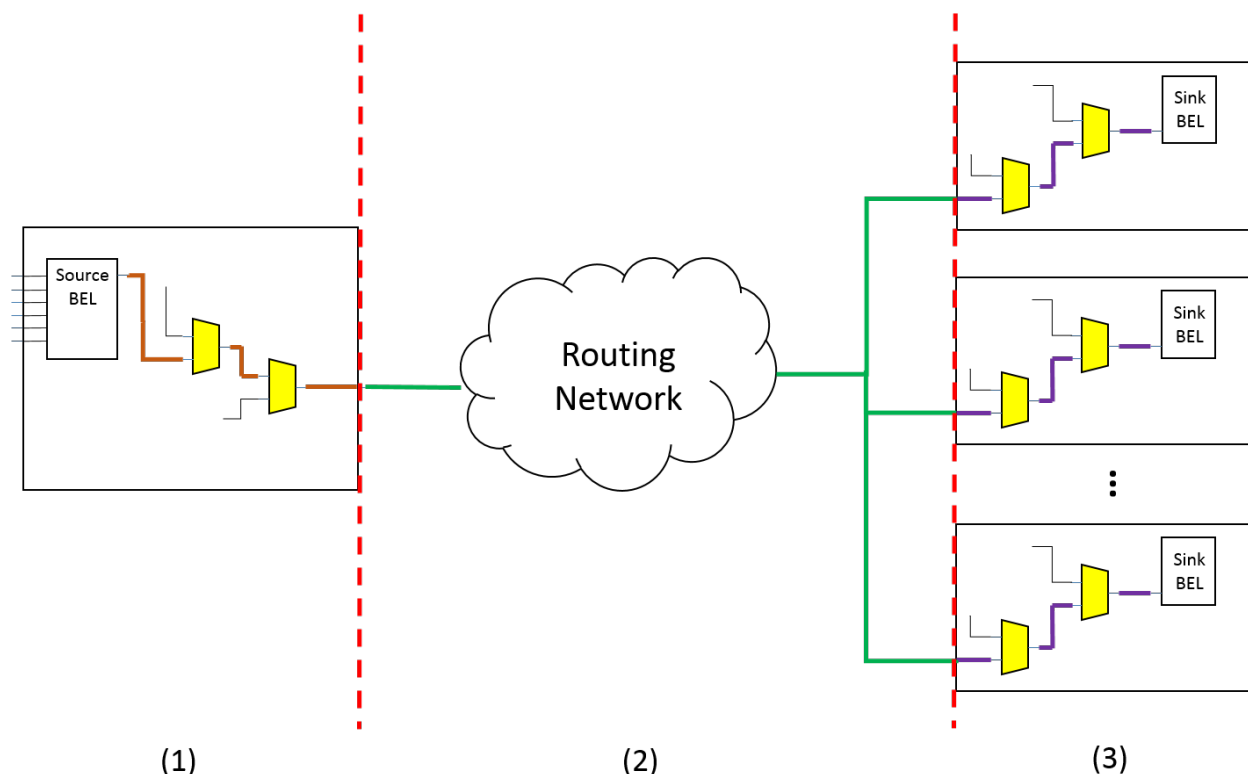 Sink
BEL
Source
BEL
Routing
Network
Sink
BEL
...
Sink
BEL
(1)
(2)
(3)